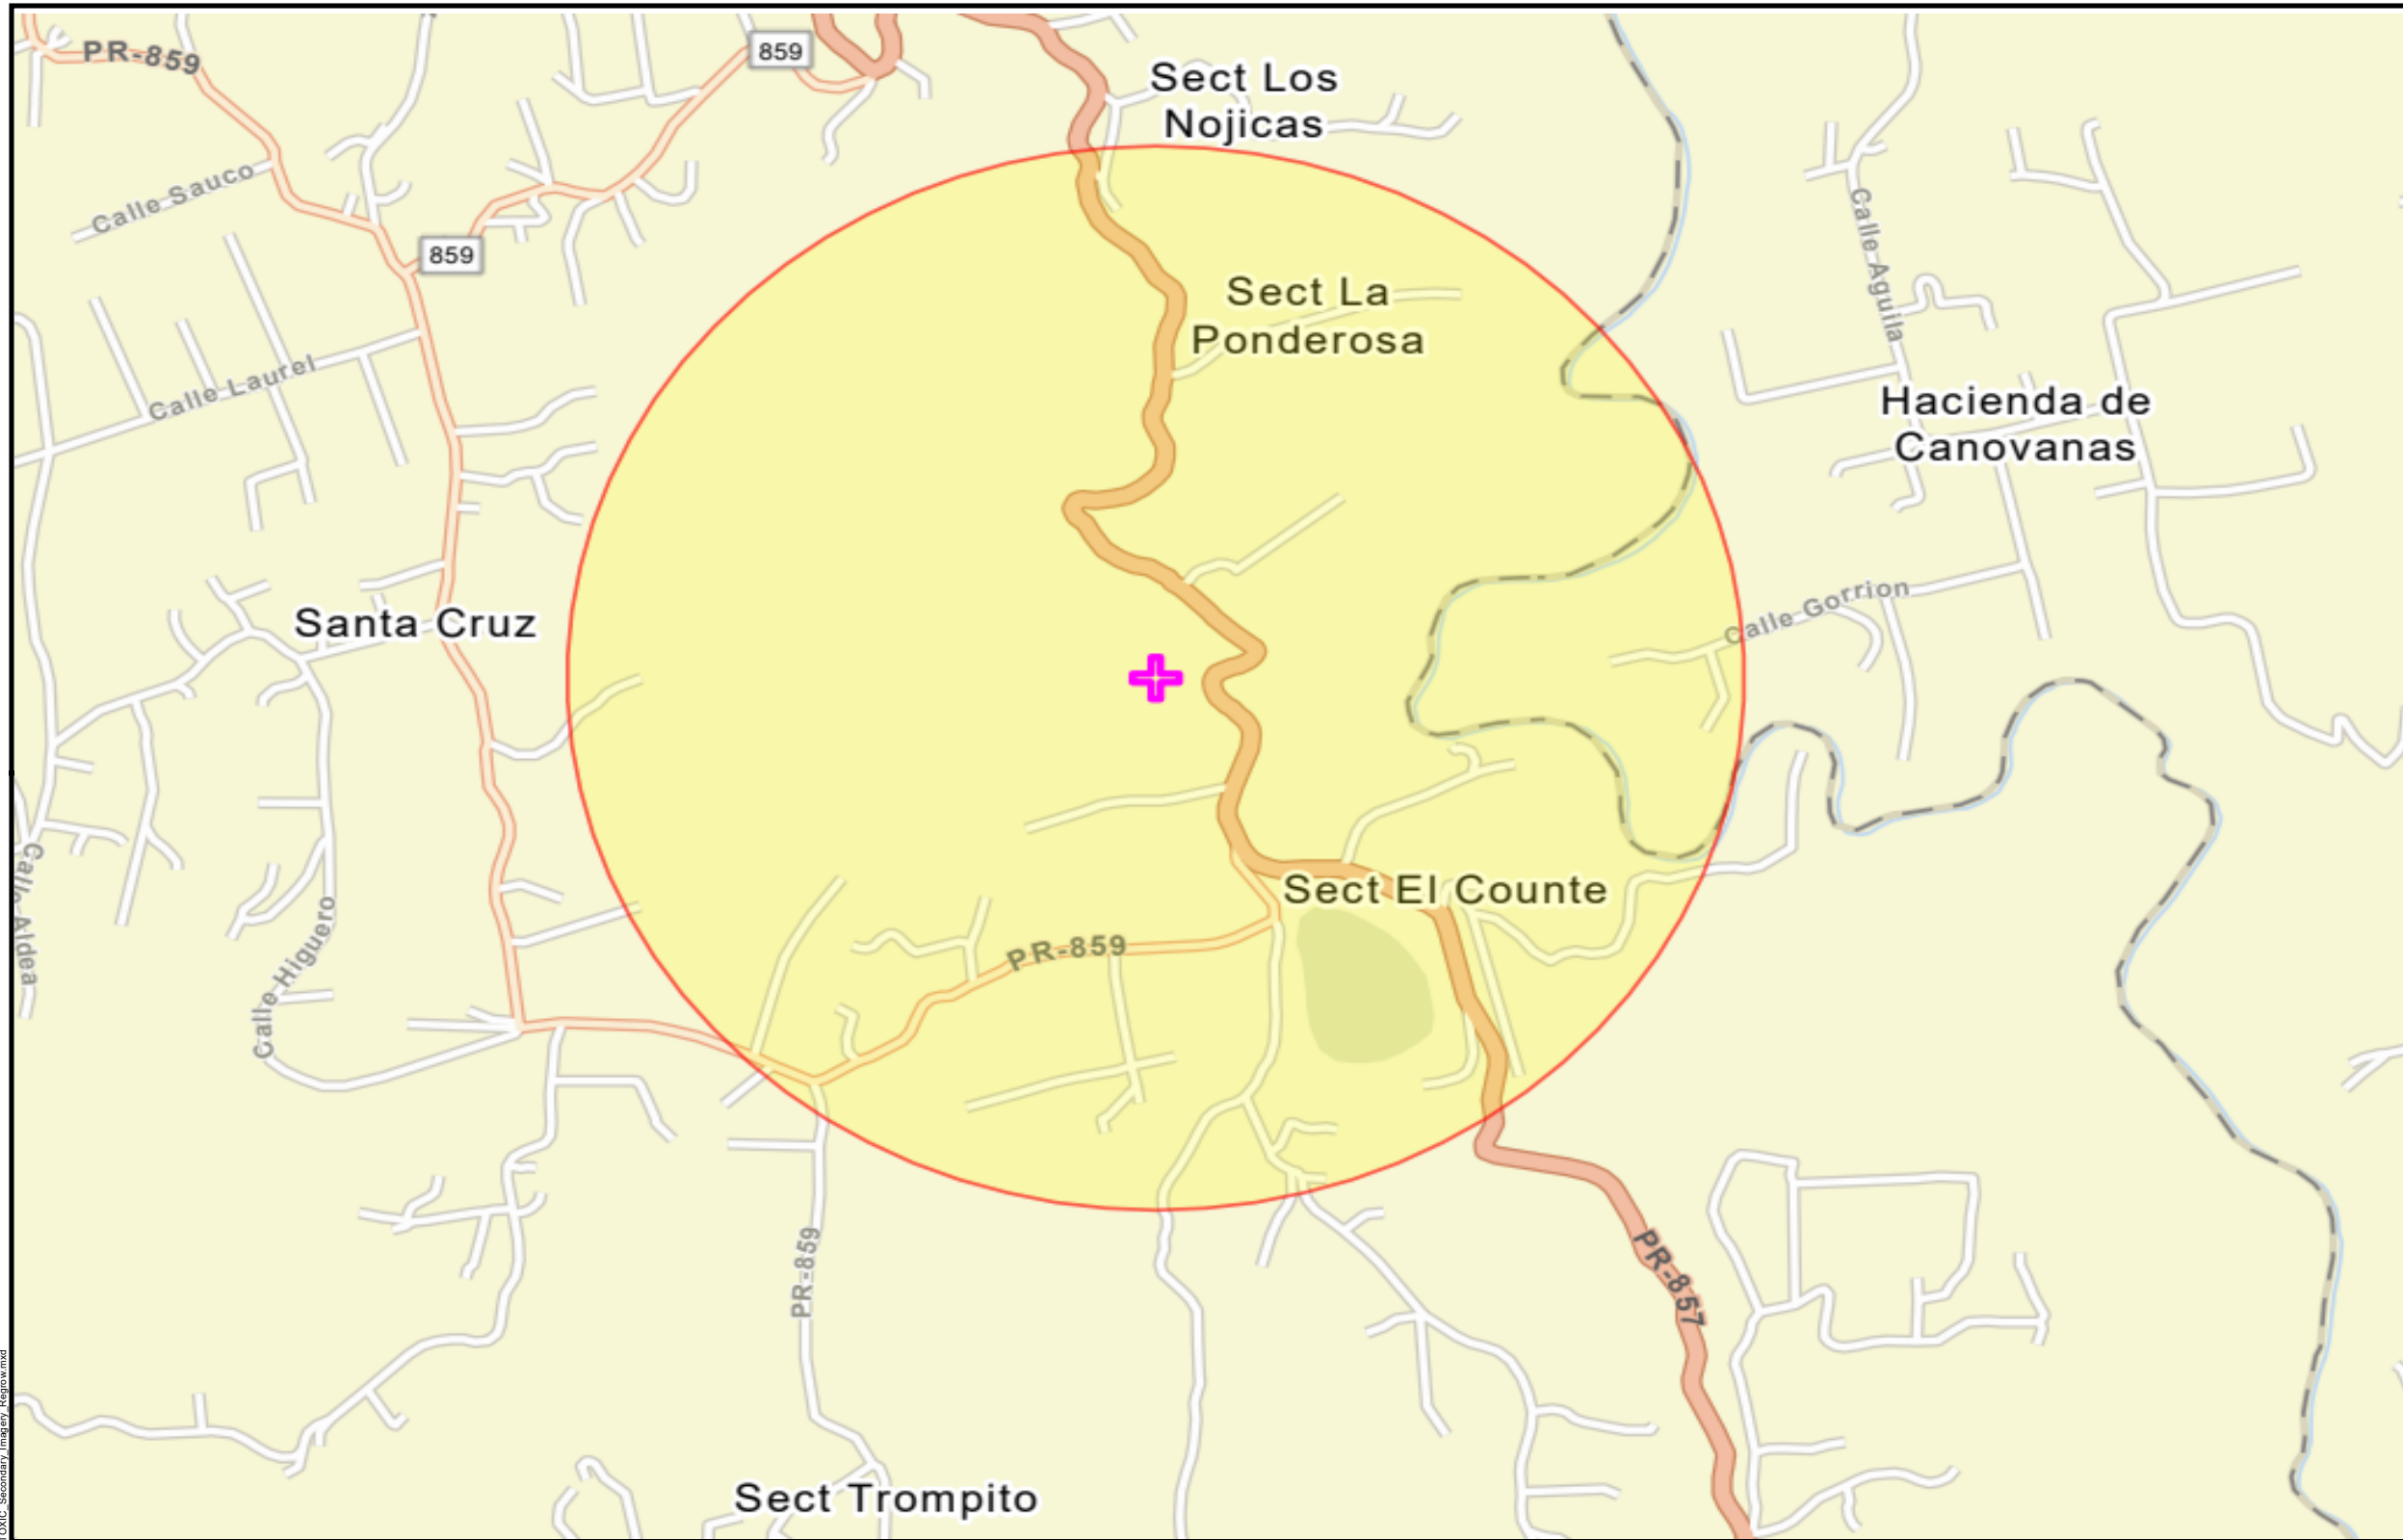 PR-859
859
Sect Los
Nojicas
Calle Sauco
859
Calle Aguila
Sect La
Ponderosa
Calle Laurel
Hacienda de
Canovanas
Santa Cruz
Calle Gorrion
Sect El Counte
Calle Aldea
Calle Higuero
PR-859
PR-859
PR-857
Sect Trompito
TOXIC_Secondary_Imagery_Regrow.mxd